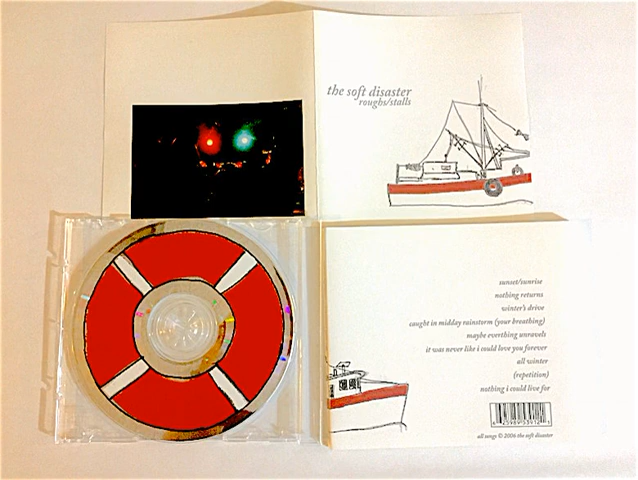 the soft disaster
roughs/stalls
sunset/sunrise
nothing returns
winter's drive
caught in midday rainstorm (your breathing)
maybe everthing unravels
it was never like i could love you forever
all winter
(ropetition)
nothing i could live for
all songs © 2006 the soft disaster